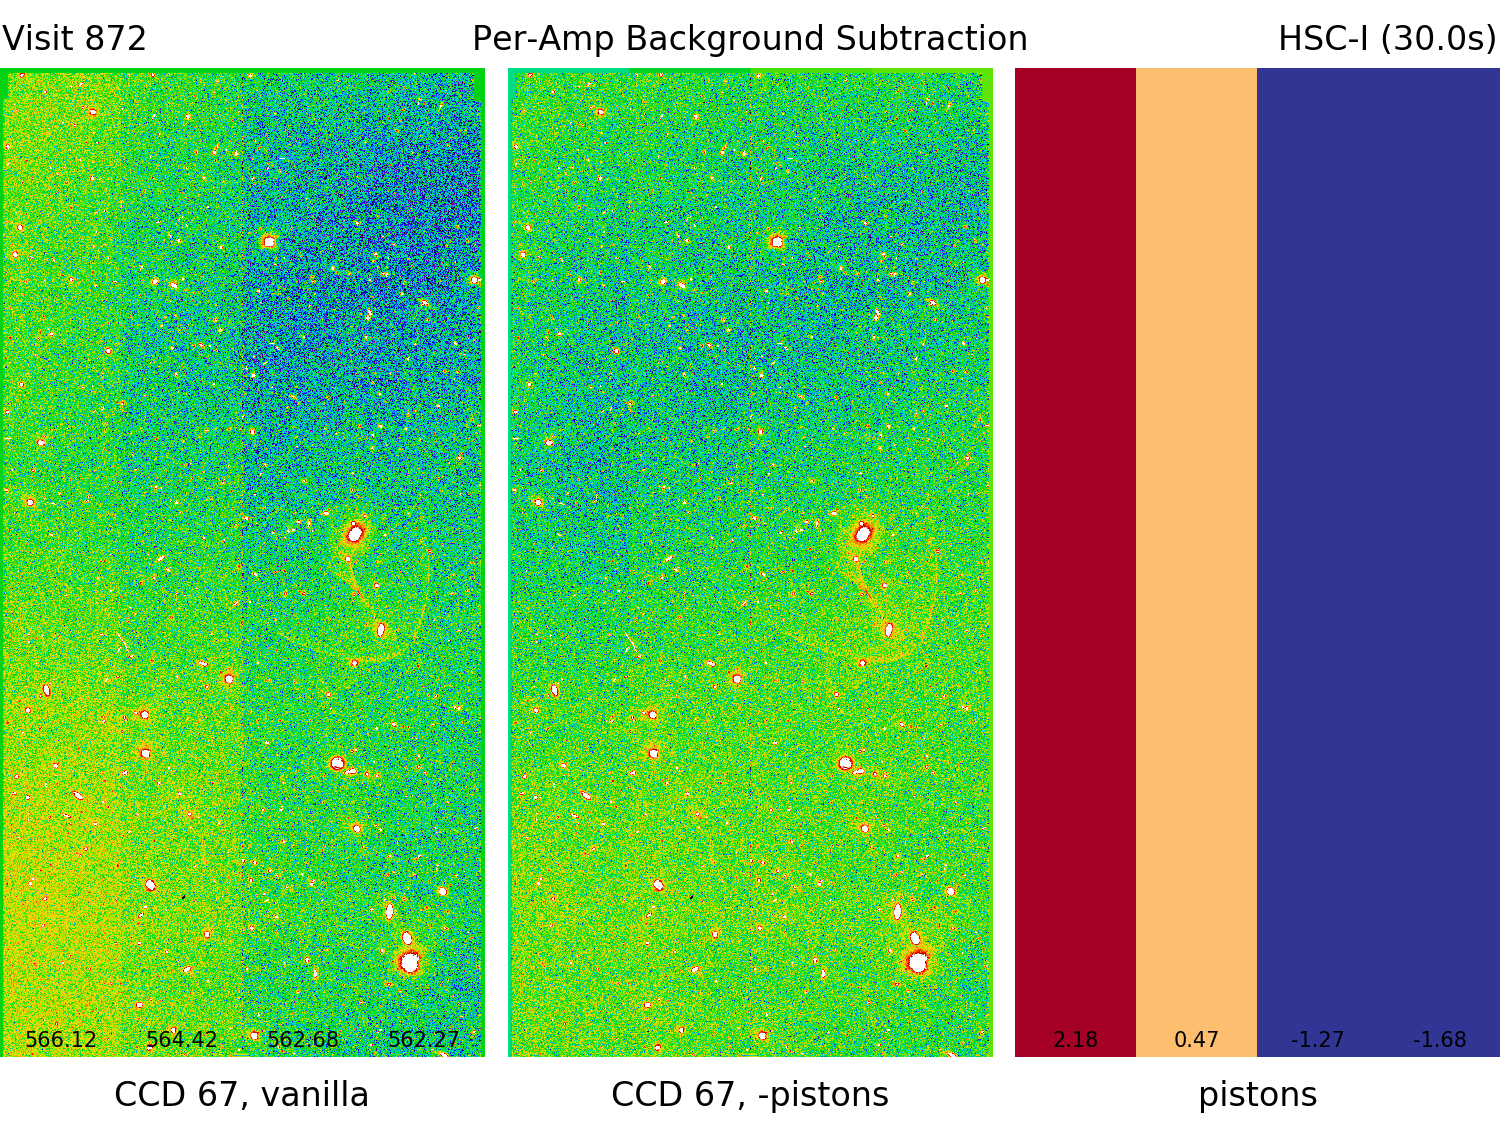 Visit 872 Per-Amp Background Subtraction HSC-I (30.0s)
566.12 564.42 562.68 562.27 2.18 0.47 -1.27 -1.68
CCD 67, vanilla CCD 67, -pistons pistons